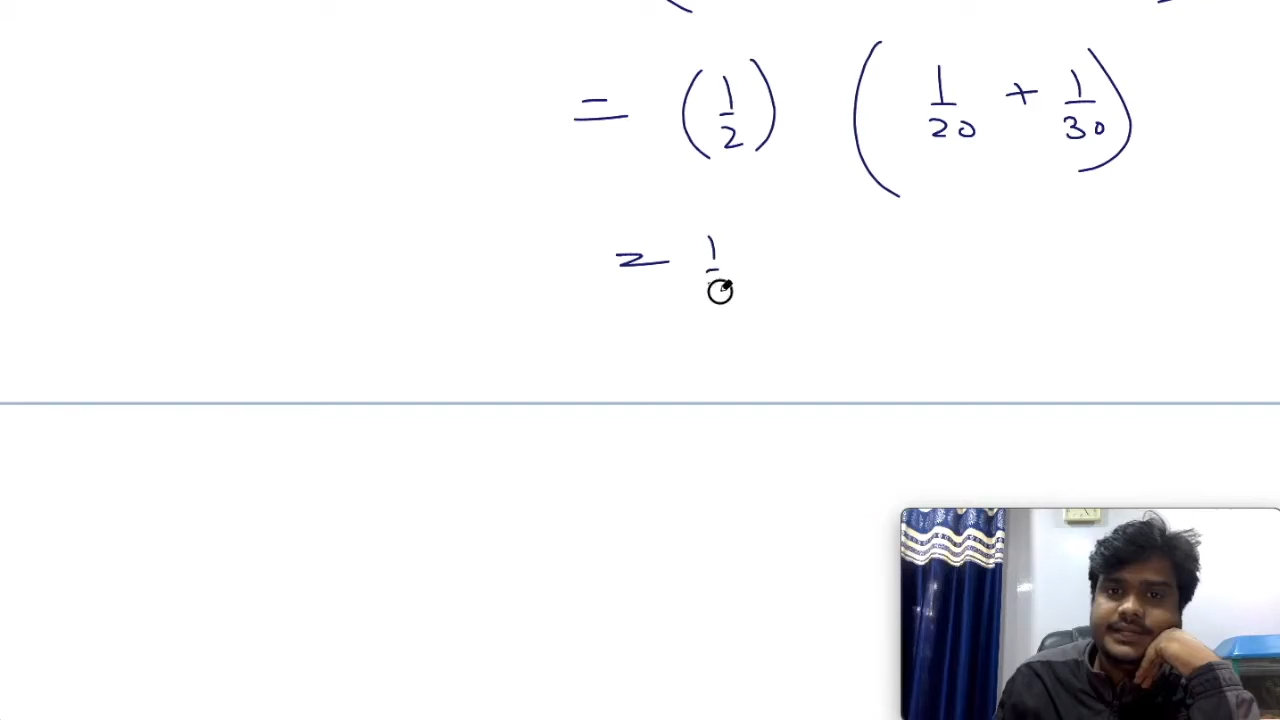 = (1/2) (1/20 + 1/30)
= 1/